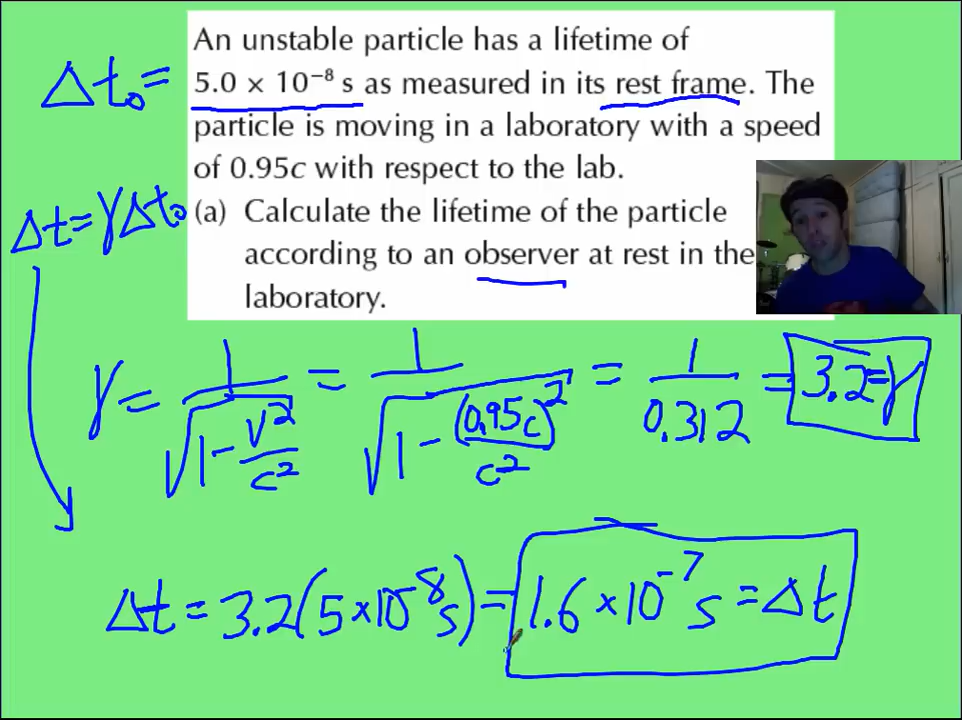 An unstable particle has a lifetime of
Δt₀ = 5.0 × 10⁻⁸ s as measured in its rest frame. The
particle is moving in a laboratory with a speed
of 0.95c with respect to the lab.
Δt = γΔt₀ (a) Calculate the lifetime of the particle
according to an observer at rest in the
laboratory.
γ = 1/√(1 - v²/c²) = 1/√(1 - (0.95c)²/c²) = 1/0.312 = 3.2 = γ
Δt = 3.2(5 × 10⁻⁸ s) = 1.6 × 10⁻⁷ s = Δt